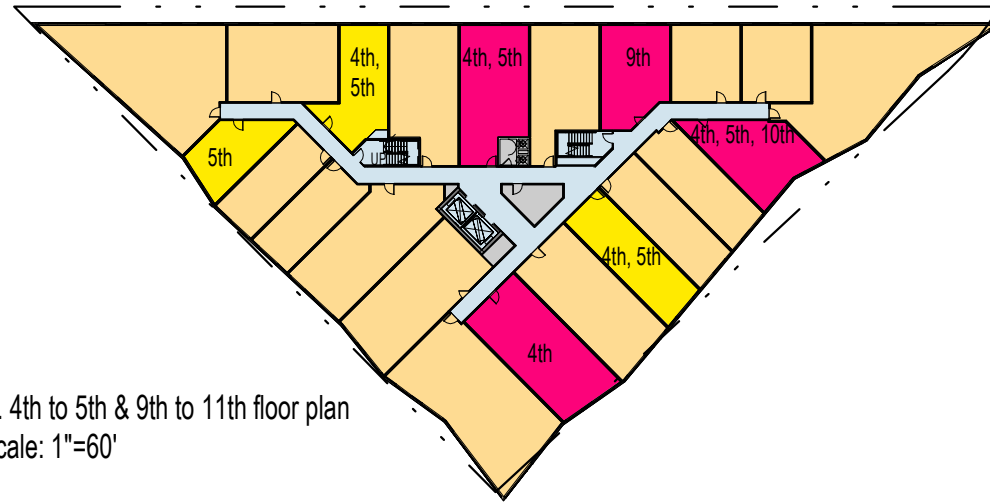 4th,
5th
4th, 5th
9th
4th, 5th, 10th
5th
UP
4th, 5th
4th
. 4th to 5th & 9th to 11th floor plan
cale: 1"=60'